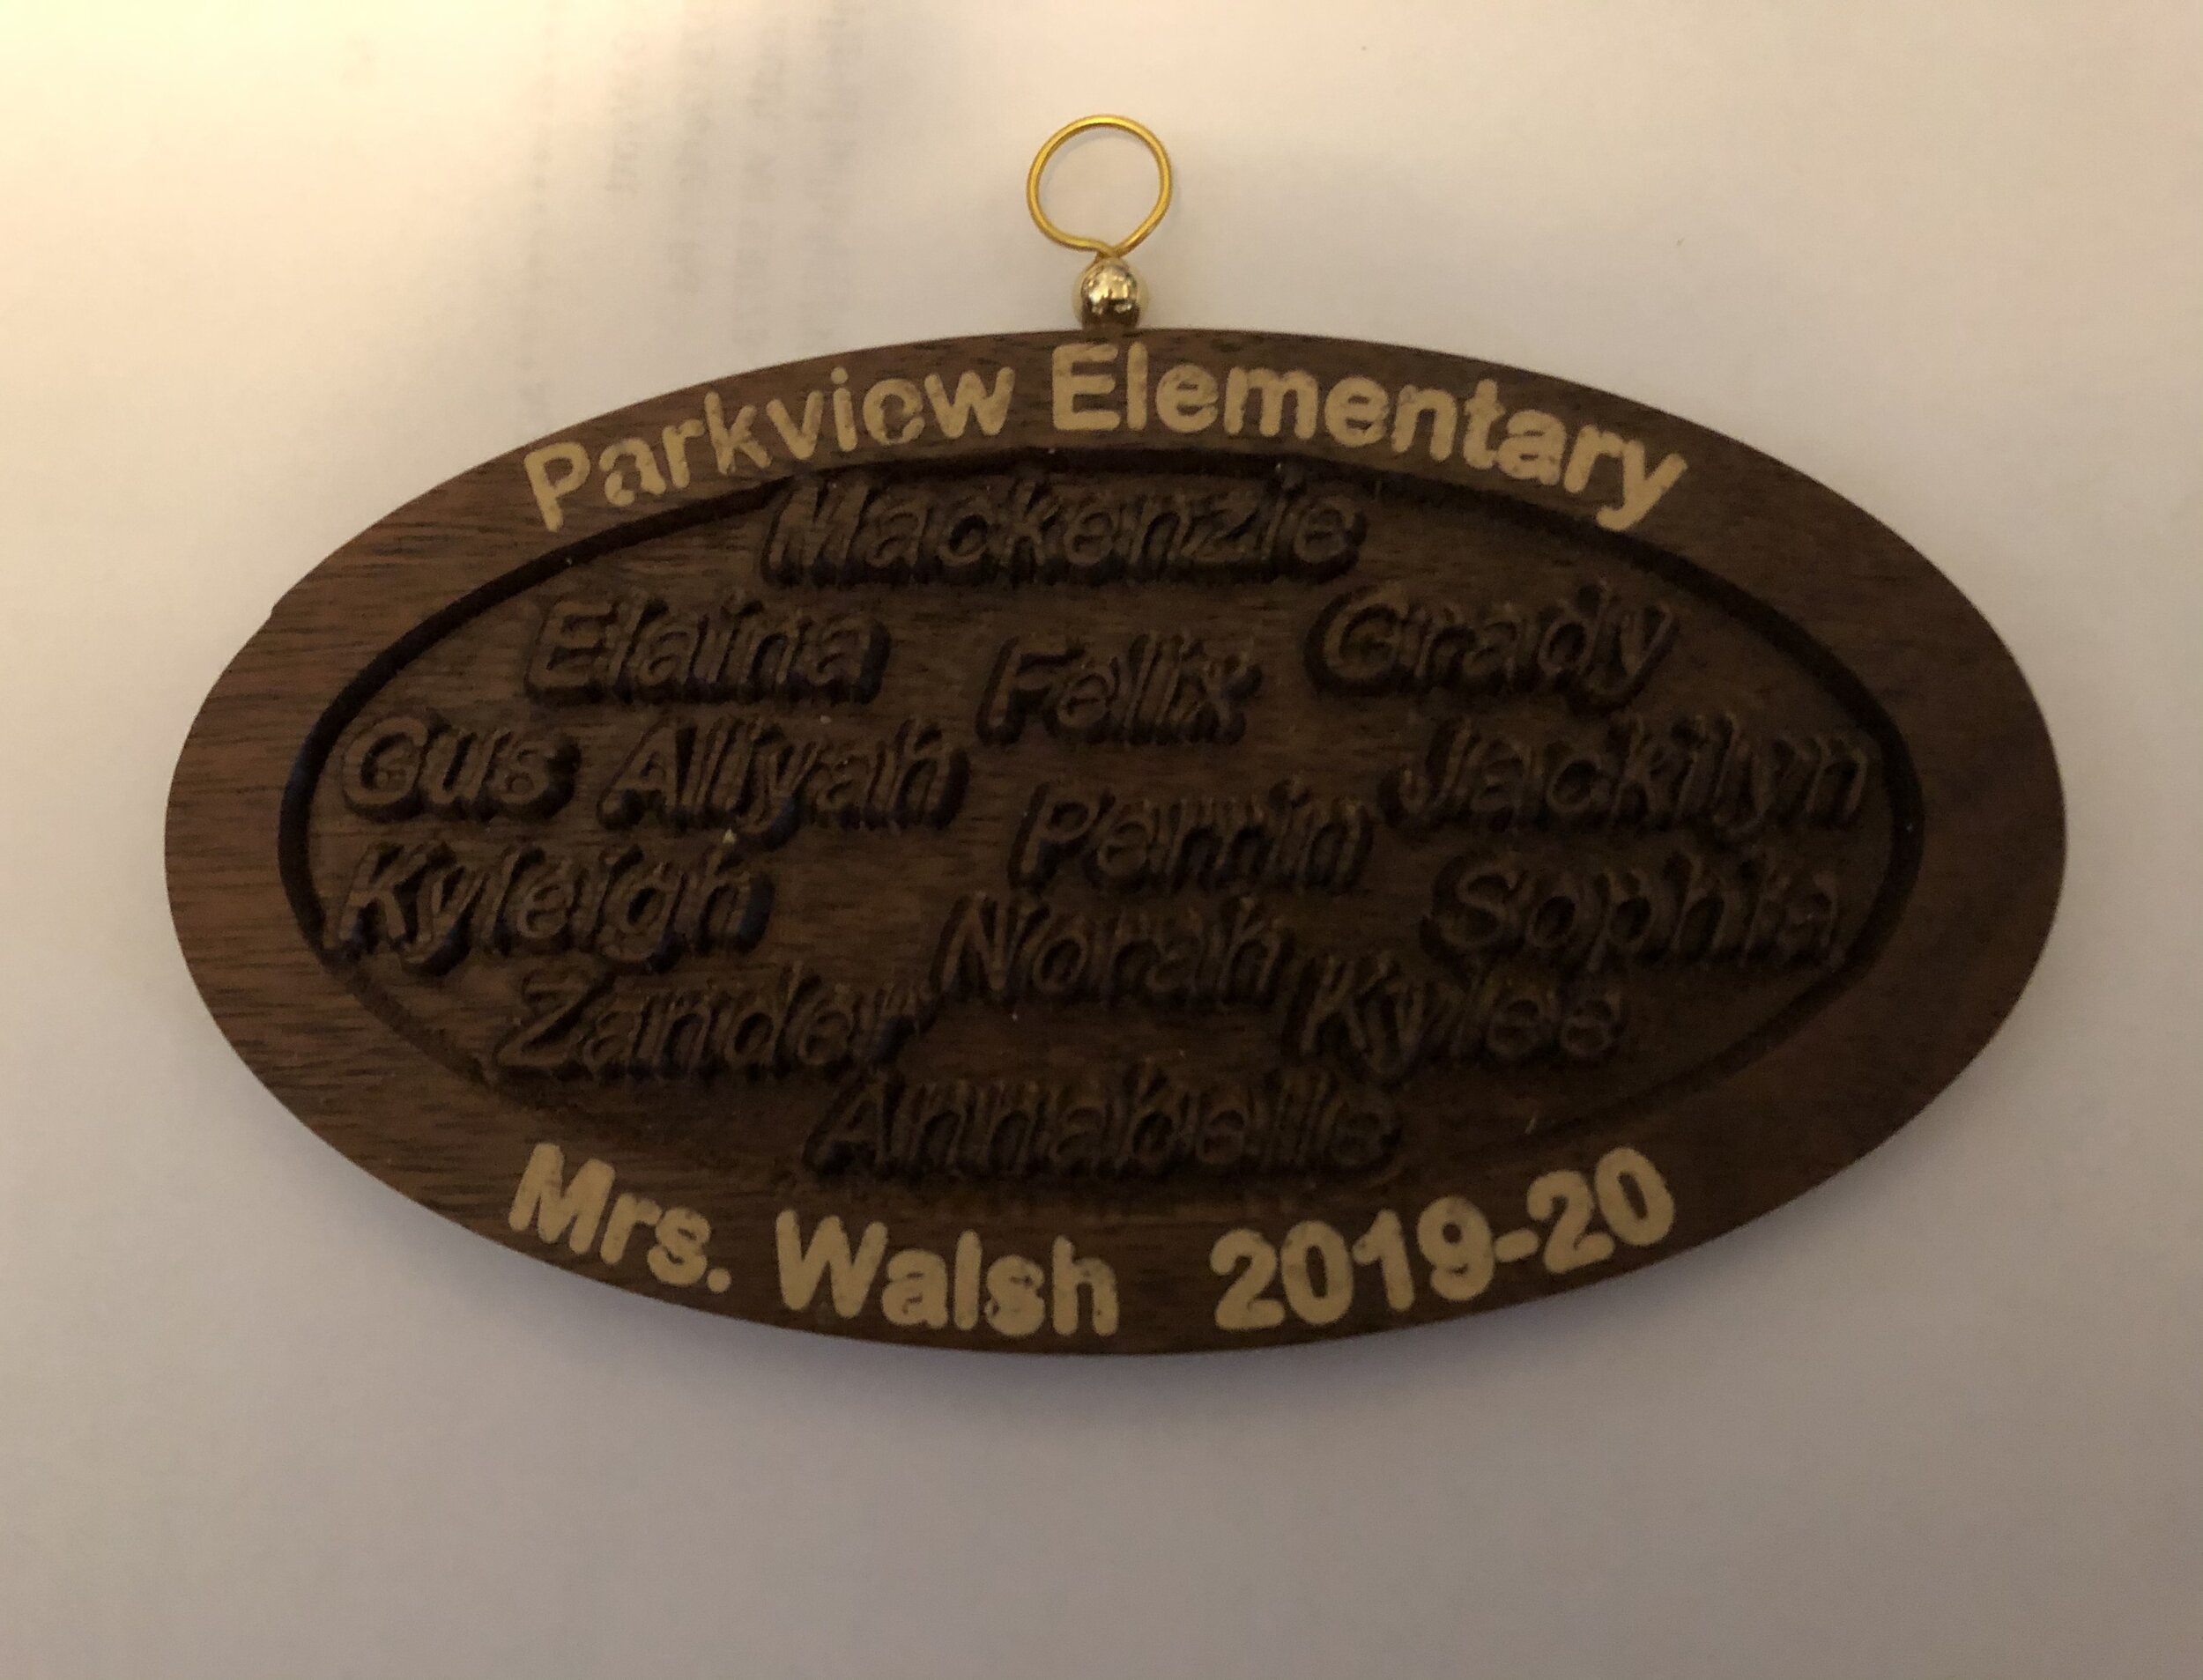 Parkview Elementary
Mackenzie
Elaina Felix Grady
Gus Aliyah Jackilyn
Perrin
Kyleigh Sophia
Norah
Zander Kylee
Annabelle
Mrs. Walsh 2019-20